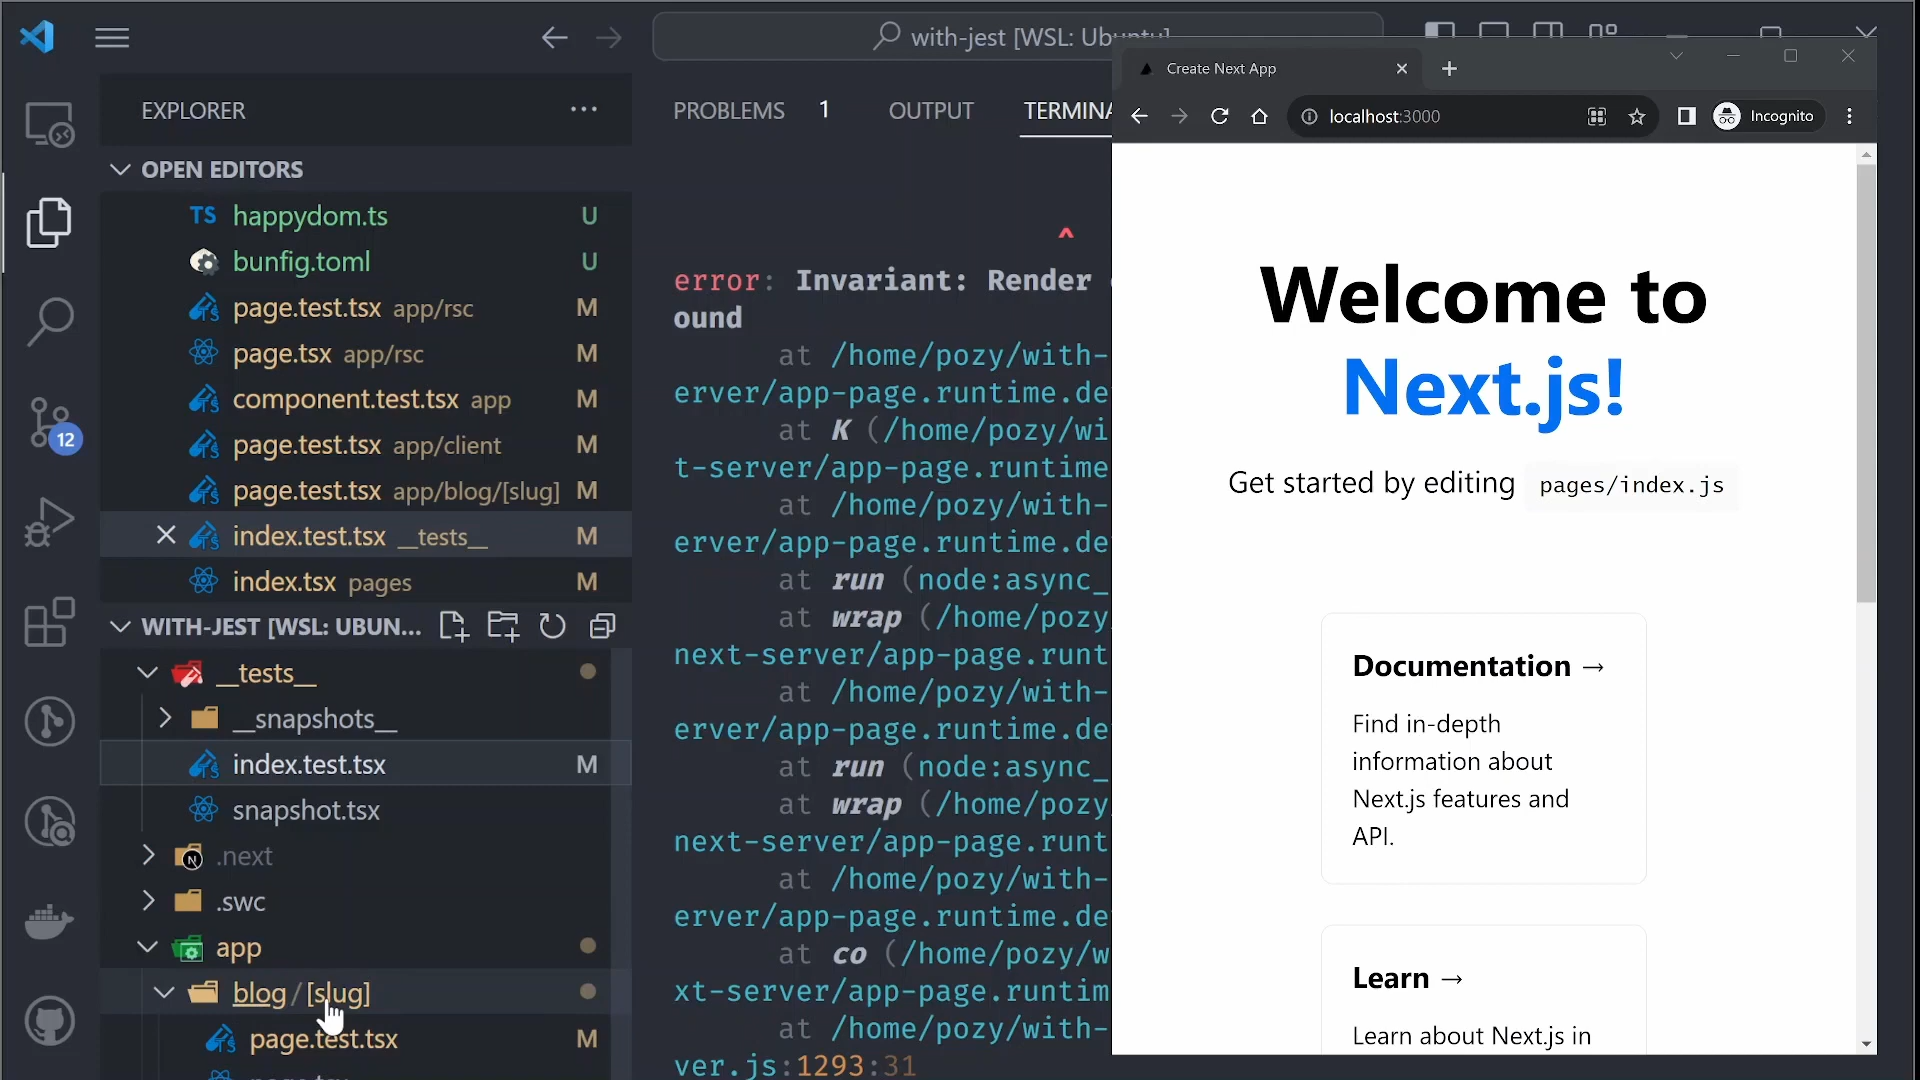 with-jest [WSL: Ubuntu]
EXPLORER
OPEN EDITORS
TS happydom.ts U
bunfig.toml U
page.test.tsx app/rsc M
page.tsx app/rsc M
component.test.tsx app M
page.test.tsx app/client M
page.test.tsx app/blog/[slug] M
index.test.tsx __tests__ M
index.tsx pages M
12
WITH-JEST [WSL: UBUN...
__tests__
__snapshots__
index.test.tsx M
snapshot.tsx
.next
.swc
app
blog/[slug]
page.test.tsx M
PROBLEMS 1 OUTPUT TERMINA
^
error: Invariant: Render
ound
at /home/pozy/with-
erver/app-page.runtime.de
at K (/home/pozy/wi
t-server/app-page.runtime
at /home/pozy/with-
erver/app-page.runtime.de
at run (node:async_
at wrap (/home/pozy
next-server/app-page.runt
at /home/pozy/with-
erver/app-page.runtime.de
at run (node:async_
at wrap (/home/pozy
next-server/app-page.runt
at /home/pozy/with-
erver/app-page.runtime.de
at co (/home/pozy/w
xt-server/app-page.runtim
at /home/pozy/with-
ver.js:1293:31
Create Next App
localhost:3000
Incognito
Welcome to
Next.js!
Get started by editing pages/index.js
Documentation →
Find in-depth
information about
Next.js features and
API.
Learn →
Learn about Next.js in